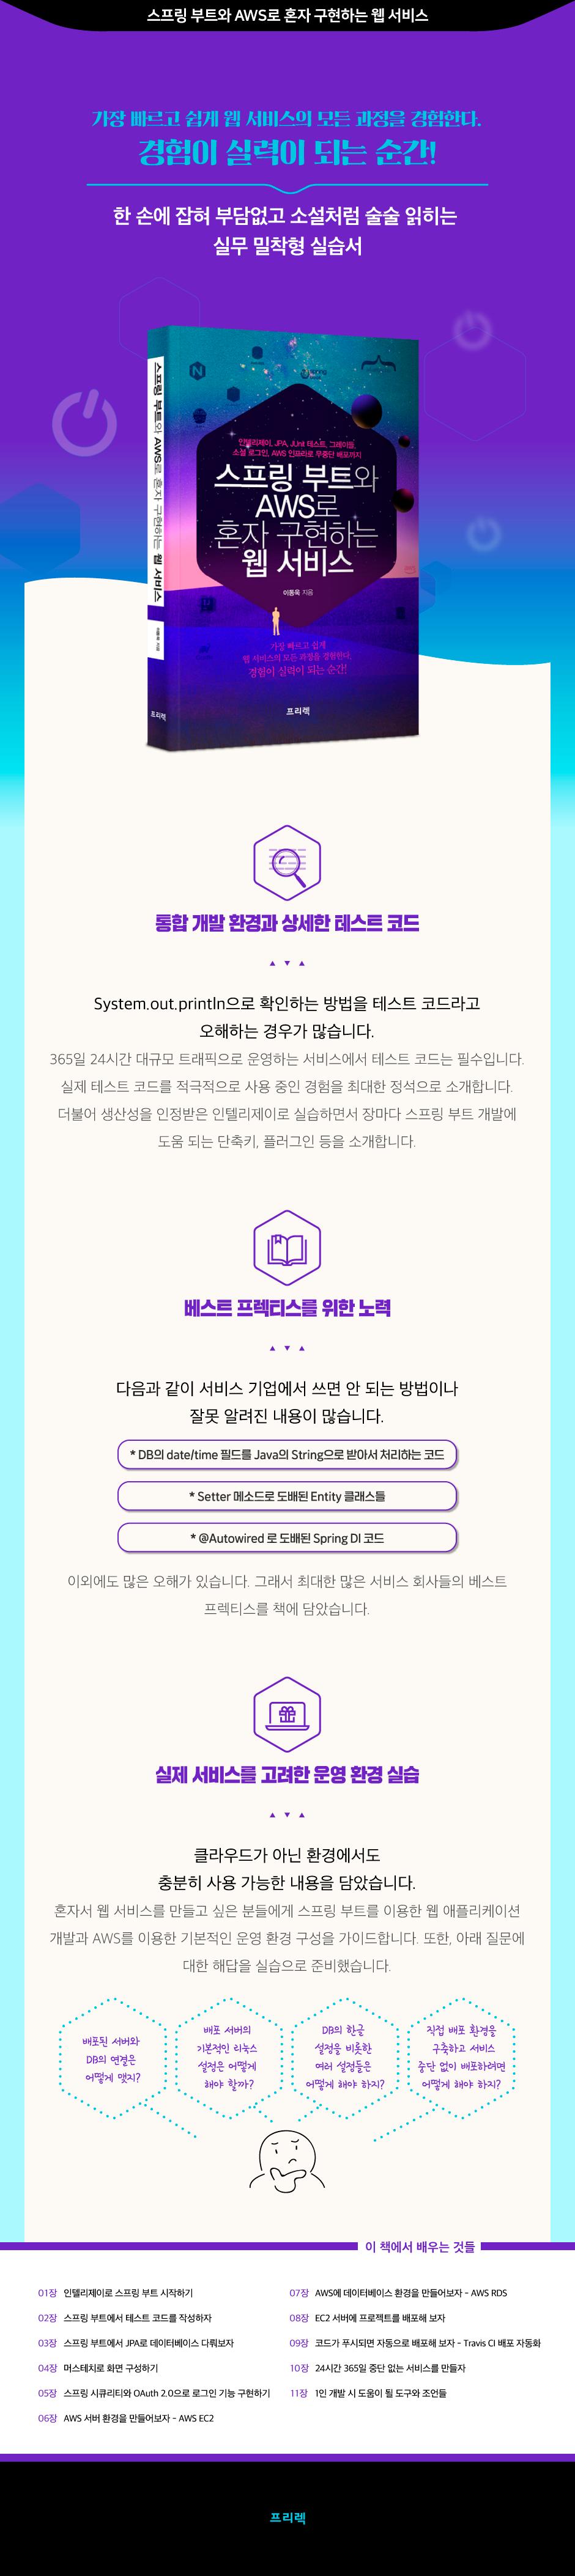 스프링 부트와 AWS로 혼자 구현하는 웹 서비스
가장 빠르고 쉽게 웹 서비스의 모든 과정을 경험한다.
경험이 실력이 되는 순간!
한 손에 잡혀 부담없고 소설처럼 술술 읽히는
실무 밀착형 실습서
스프링 부트와 AWS로 혼자 구현하는 웹 서비스
이동욱 지음
프리렉
인텔리제이, JPA, JUnit 테스트, 그레이들,
소셜 로그인, AWS 인프라로 무중단 배포까지
스프링 부트와
AWS로
혼자 구현하는
웹 서비스
이동욱 지음
가장 빠르고 쉽게
웹 서비스의 모든 과정을 경험한다.
경험이 실력이 되는 순간!
프리렉
통합 개발 환경과 상세한 테스트 코드
System.out.println으로 확인하는 방법을 테스트 코드라고
오해하는 경우가 많습니다.
365일 24시간 대규모 트래픽으로 운영하는 서비스에서 테스트 코드는 필수입니다.
실제 테스트 코드를 적극적으로 사용 중인 경험을 최대한 정석으로 소개합니다.
더불어 생산성을 인정받은 인텔리제이로 실습하면서 장마다 스프링 부트 개발에
도움 되는 단축키, 플러그인 등을 소개합니다.
베스트 프렉티스를 위한 노력
다음과 같이 서비스 기업에서 쓰면 안 되는 방법이나
잘못 알려진 내용이 많습니다.
* DB의 date/time 필드를 Java의 String으로 받아서 처리하는 코드
* Setter 메소드로 도배된 Entity 클래스들
* @Autowired 로 도배된 Spring DI 코드
이외에도 많은 오해가 있습니다. 그래서 최대한 많은 서비스 회사들의 베스트
프렉티스를 책에 담았습니다.
실제 서비스를 고려한 운영 환경 실습
클라우드가 아닌 환경에서도
충분히 사용 가능한 내용을 담았습니다.
혼자서 웹 서비스를 만들고 싶은 분들에게 스프링 부트를 이용한 웹 애플리케이션
개발과 AWS를 이용한 기본적인 운영 환경 구성을 가이드합니다. 또한, 아래 질문에
대한 해답을 실습으로 준비했습니다.
배포된 서버와
DB의 연결은
어떻게 맺지?
배포 서버의
기본적인 리눅스
설정은 어떻게
해야 할까?
DB의 한글
설정을 비롯한
여러 설정들은
어떻게 해야 하지?
직접 배포 환경을
구축하고 서비스
중단 없이 배포하려면
어떻게 해야 하지?
이 책에서 배우는 것들
01장 인텔리제이로 스프링 부트 시작하기
02장 스프링 부트에서 테스트 코드를 작성하자
03장 스프링 부트에서 JPA로 데이터베이스 다뤄보자
04장 머스테치로 화면 구성하기
05장 스프링 시큐리티와 OAuth 2.0으로 로그인 기능 구현하기
06장 AWS 서버 환경을 만들어보자 - AWS EC2
07장 AWS에 데이터베이스 환경을 만들어보자 - AWS RDS
08장 EC2 서버에 프로젝트를 배포해 보자
09장 코드가 푸시되면 자동으로 배포해 보자 - Travis CI 배포 자동화
10장 24시간 365일 중단 없는 서비스를 만들자
11장 1인 개발 시 도움이 될 도구와 조언들
프리렉